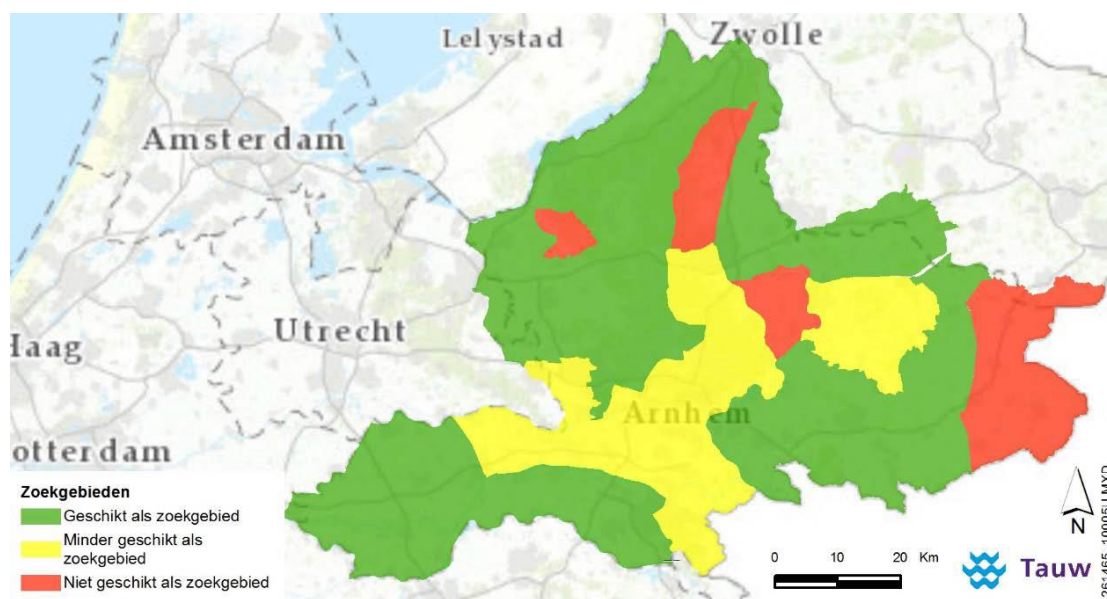 Lelystad
Zwolle
Amsterdam
Utrecht
Haag
Arnhem
otterdam
Zoekgebieden
Geschikt als zoekgebied
Minder geschikt als
zoekgebied
Niet geschikt als zoekgebied
N
0 10 20 Km
Tauw